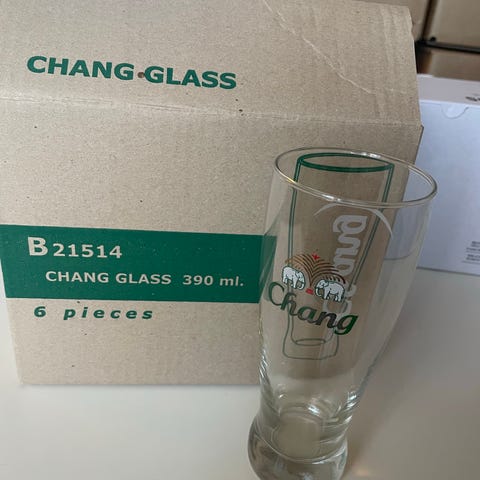 CHANG GLASS
B21514
CHANG GLASS 390 ml.
6 pieces
Chang